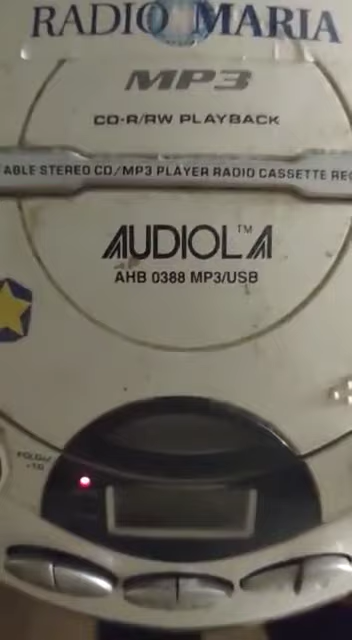 RADIO MARIA
MP3
CD-R/RW PLAYBACK
ABLE STEREO CD/MP3 PLAYER RADIO CASSETTE REC
AUDIOLA™
AHB 0388 MP3/USB